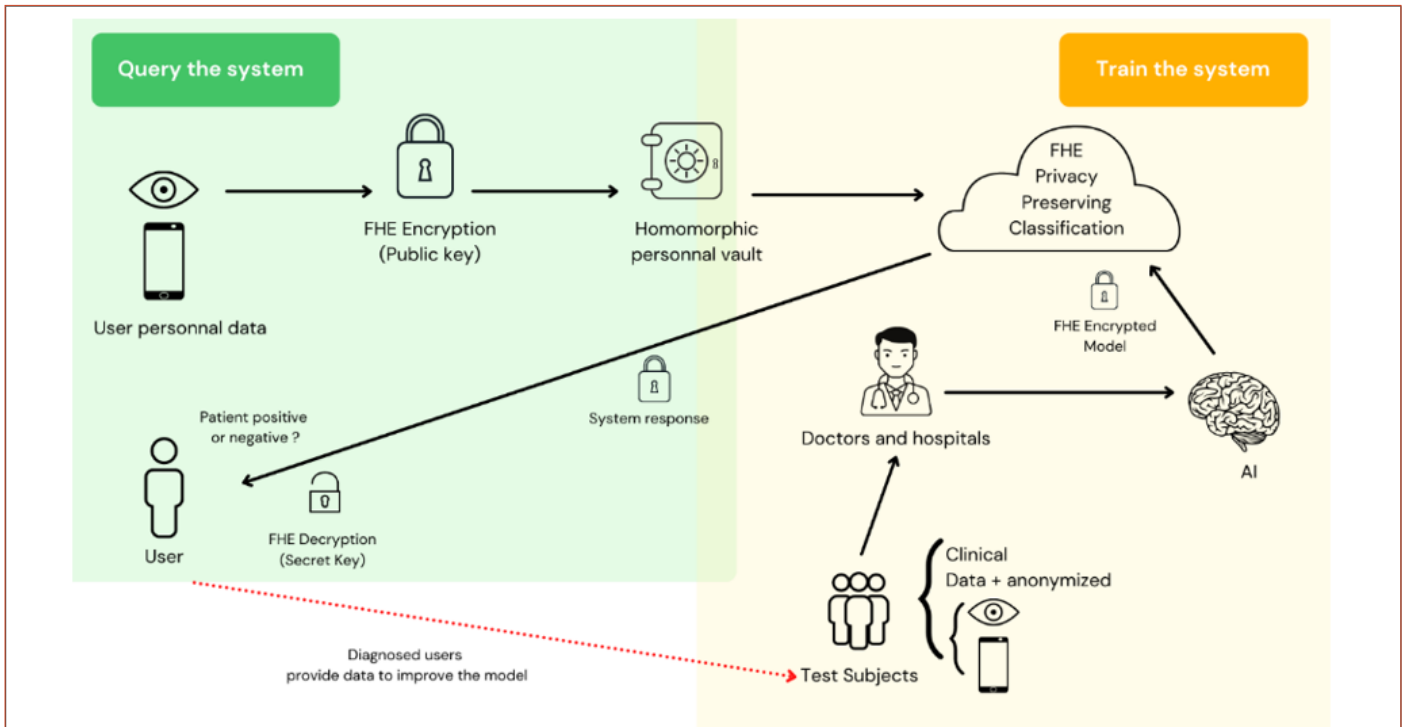 Query the system
Train the system
FHE
Privacy
Preserving
Classification
FHE Encryption
(Public key)
Homomorphic
personnal vault
User personnal data
FHE Encrypted
Model
System response
Patient positive
or negative ?
Doctors and hospitals
AI
FHE Decryption
(Secret Key)
User
Clinical
Data + anonymized
Diagnosed users
provide data to improve the model
Test Subjects